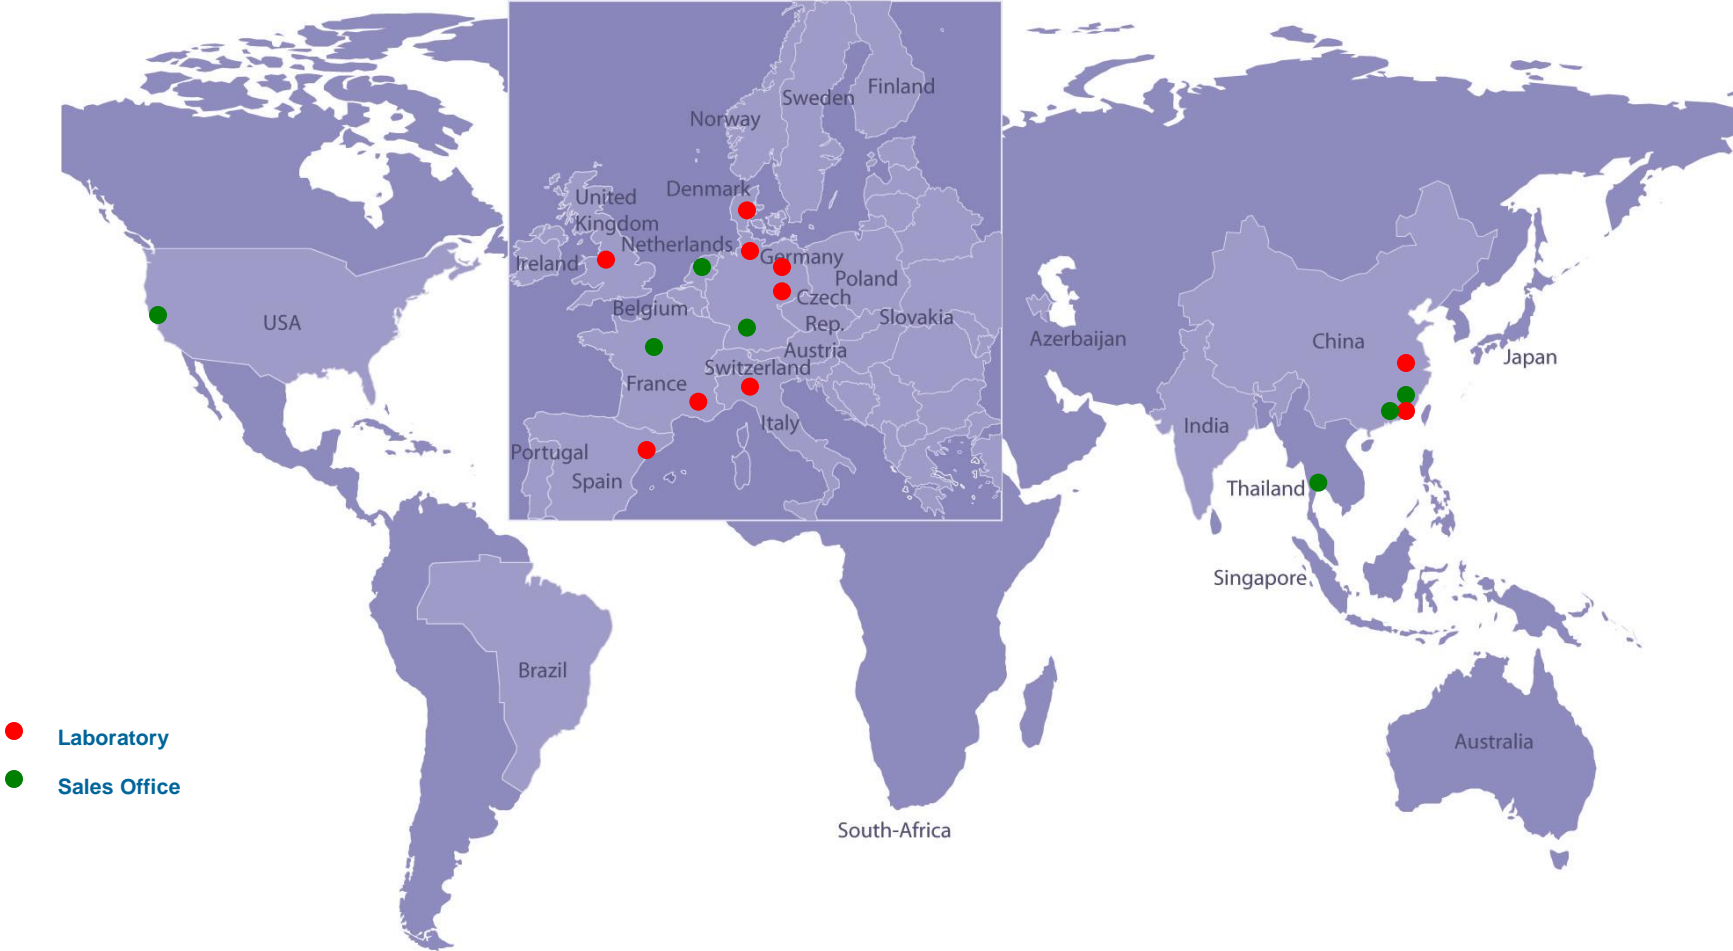 Finland
Sweden
Norway
Denmark
United
Kingdom
Netherlands
Germany
Ireland
Poland
Czech
Rep.
Belgium
Slovakia
Austria
Switzerland
France
Italy
Portugal
Spain
USA
Azerbaijan
China
Japan
India
Thailand
Singapore
Brazil
Australia
South-Africa
Laboratory
Sales Office